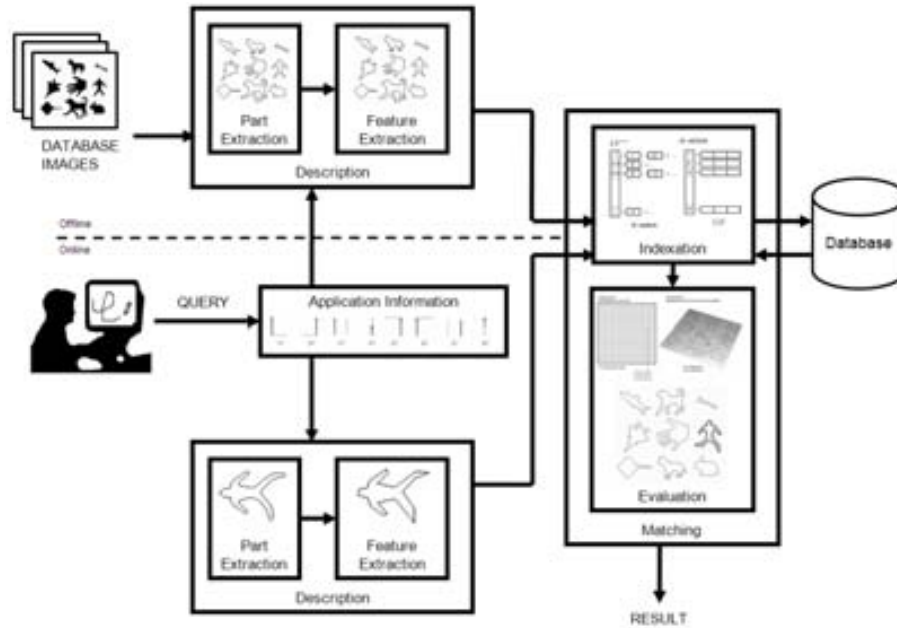 Part
Extraction
Feature
Extraction
Description
DATABASE
IMAGES
Offline
Online
Indexation
Database
QUERY
Application Information
Evaluation
Matching
Part
Extraction
Feature
Extraction
Description
RESULT